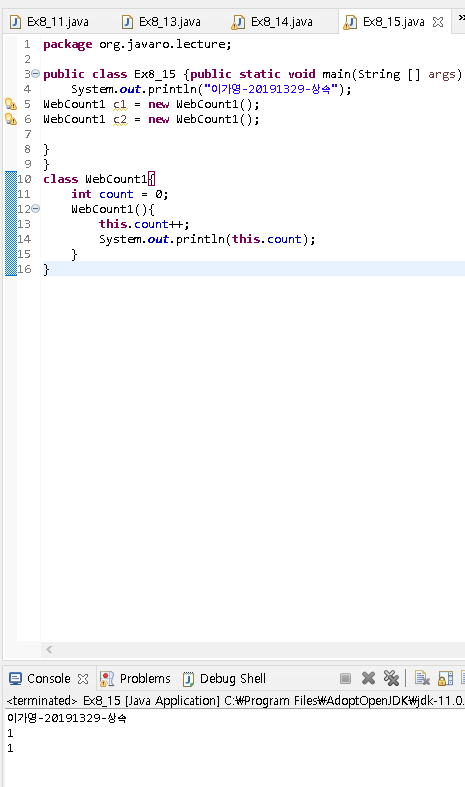 Ex8_11.java Ex8_13.java Ex8_14.java Ex8_15.java
1 package org.javaro.lecture;
2
3 public class Ex8_15 {public static void main(String [] args)
4 System.out.println("이가영-20191329-상속");
5 WebCount1 c1 = new WebCount1();
6 WebCount1 c2 = new WebCount1();
7
8 }
9 }
10 class WebCount1{
11 int count = 0;
12 WebCount1(){
13 this.count++;
14 System.out.println(this.count);
15 }
16 }
Console Problems Debug Shell
<terminated> Ex8_15 [Java Application] C:₩Program Files₩AdoptOpenJDK₩jdk-11.0.
이가영-20191329-상속
1
1